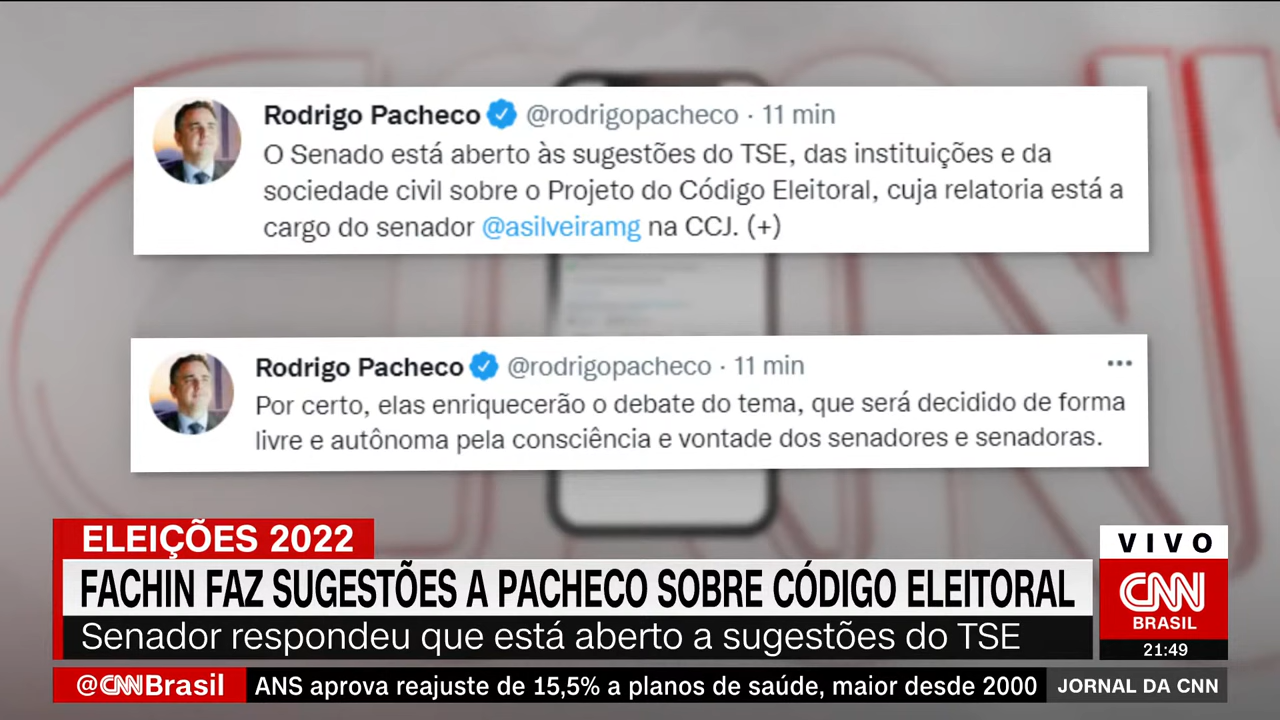 Rodrigo Pacheco @rodrigopacheco · 11 min
O Senado está aberto às sugestões do TSE, das instituições e da
sociedade civil sobre o Projeto do Código Eleitoral, cuja relatoria está a
cargo do senador @asilveiramg na CCJ. (+)
Rodrigo Pacheco @rodrigopacheco · 11 min ...
Por certo, elas enriquecerão o debate do tema, que será decidido de forma
livre e autônoma pela consciência e vontade dos senadores e senadoras.
ELEIÇÕES 2022
FACHIN FAZ SUGESTÕES A PACHECO SOBRE CÓDIGO ELEITORAL
Senador respondeu que está aberto a sugestões do TSE
VIVO
CNN
BRASIL
21:49
@CNNBrasil ANS aprova reajuste de 15,5% a planos de saúde, maior desde 2000 JORNAL DA CNN